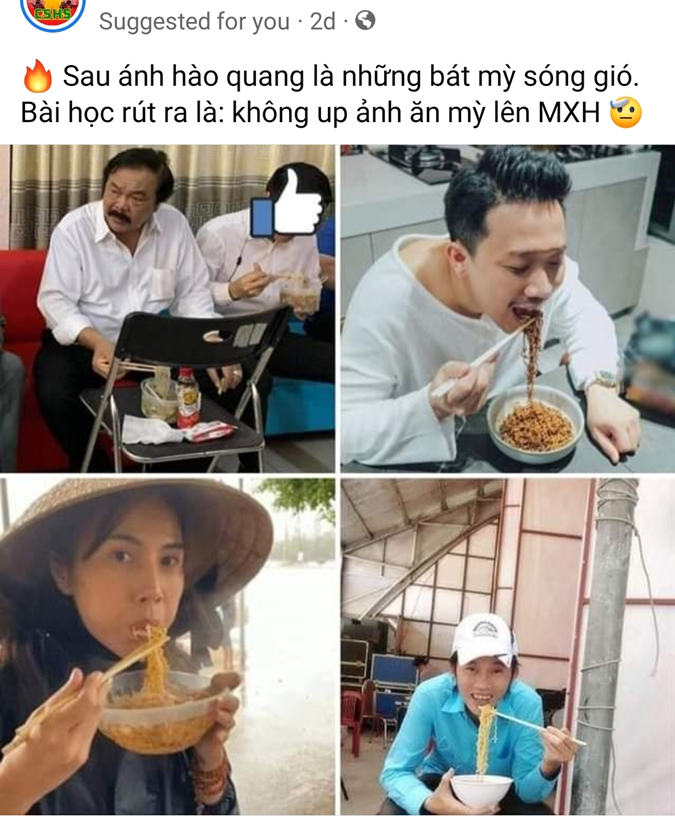 CSHS
Suggested for you · 2d ·
🔥 Sau ánh hào quang là những bát mỳ sóng gió.
Bài học rút ra là: không up ảnh ăn mỳ lên MXH 🤕